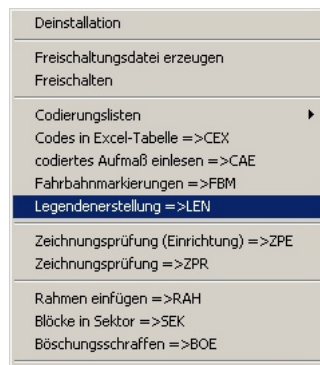 Deinstallation
Freischaltungsdatei erzeugen
Freischalten
Codierungslisten
Codes in Excel-Tabelle =>CEX
codiertes Aufmaß einlesen =>CAE
Fahrbahnmarkierungen =>FBM
Legendenerstellung =>LEN
Zeichnungsprüfung (Einrichtung) =>ZPE
Zeichnungsprüfung =>ZPR
Rahmen einfügen =>RAH
Blöcke in Sektor =>SEK
Böschungsschraffen =>BOE